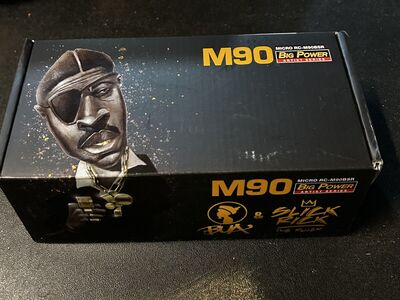 M90
MICRO RC-M90BSR
BIG POWER
ARTIST SERIES
M90
MICRO RC-M90BSR
BIG POWER
ARTIST SERIES
BUA
&
SLICK
RICK
THE RULER